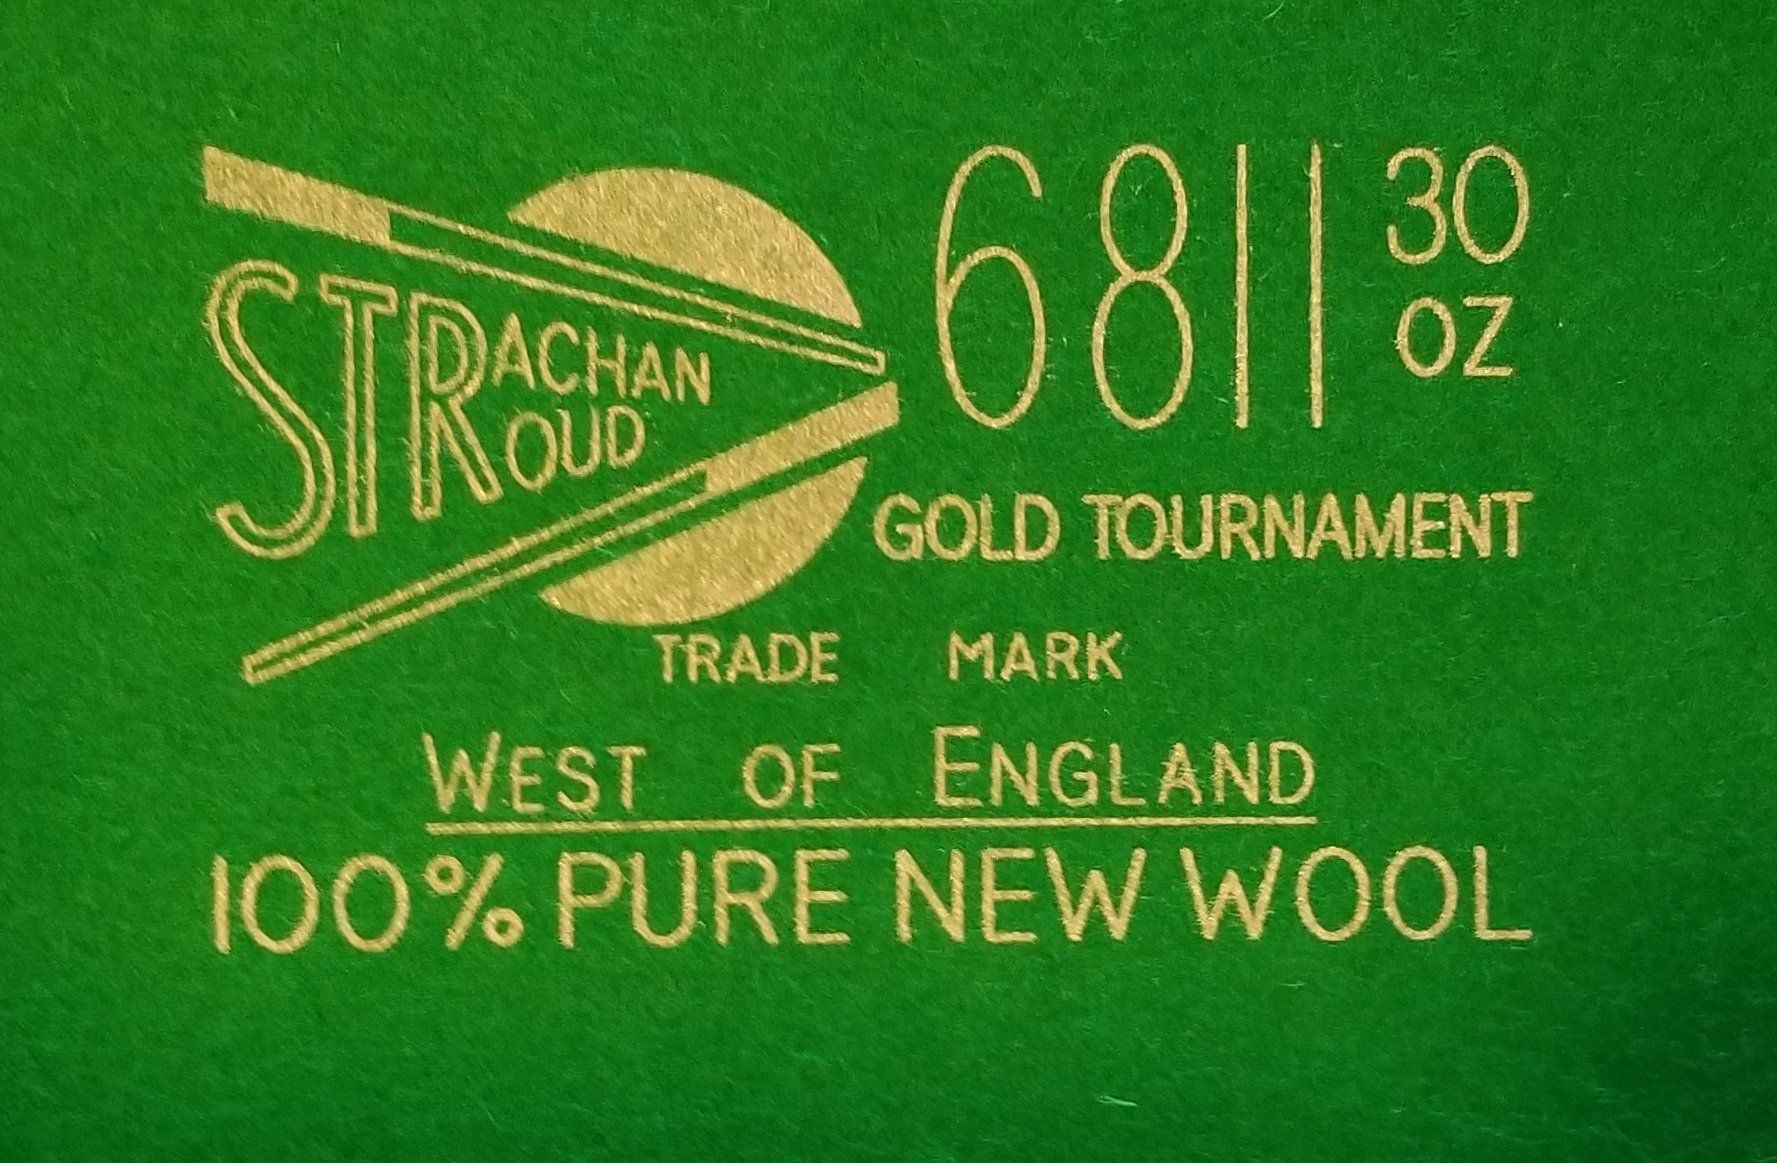 STRACHAN
STROUD
6811 30 OZ
GOLD TOURNAMENT
TRADE MARK
WEST OF ENGLAND
100% PURE NEW WOOL